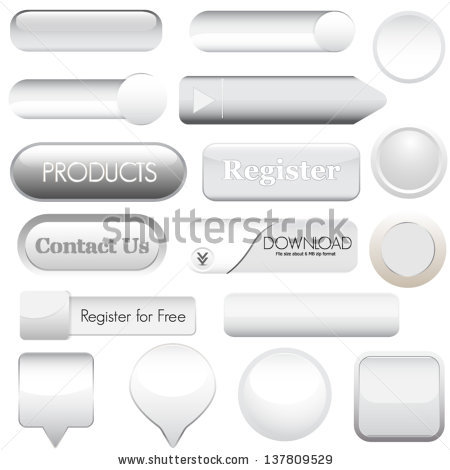 PRODUCTS
Register
shutterstock
Contact Us
DOWNLOAD
File size about 6 MB zip format
Register for Free
www.shutterstock.com · 137809529